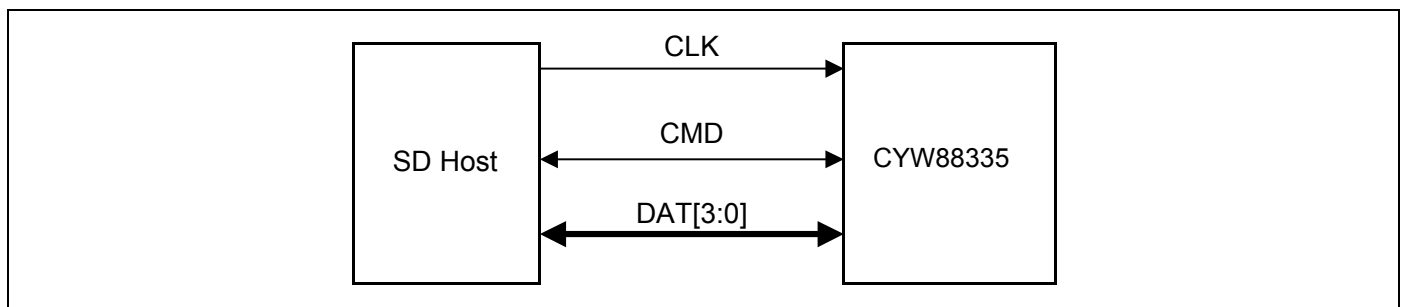 CLK
CMD
SD Host
CYW88335
DAT[3:0]